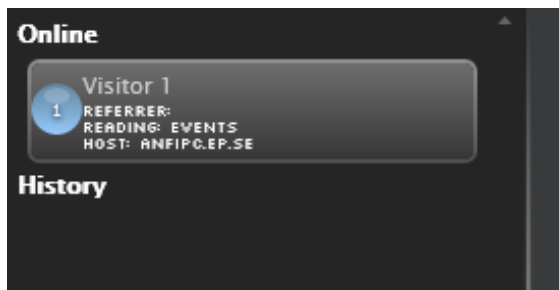 Online
Visitor 1
1
REFERRER:
READING: EVENTS
HOST: ANFIPC.EP.SE
History